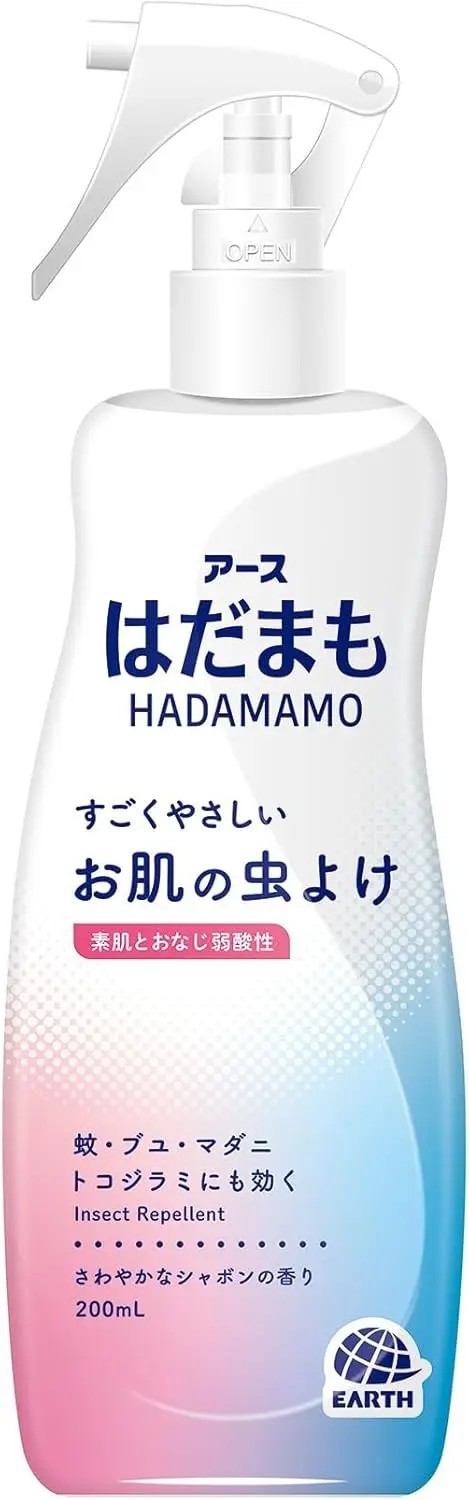 OPEN
アース
はだまも
HADAMAMO
すごくやさしい
お肌の虫よけ
素肌とおなじ弱酸性
蚊・ブユ・マダニ
トコジラミにも効く
Insect Repellent
さわやかなシャボンの香り
200mL
EARTH